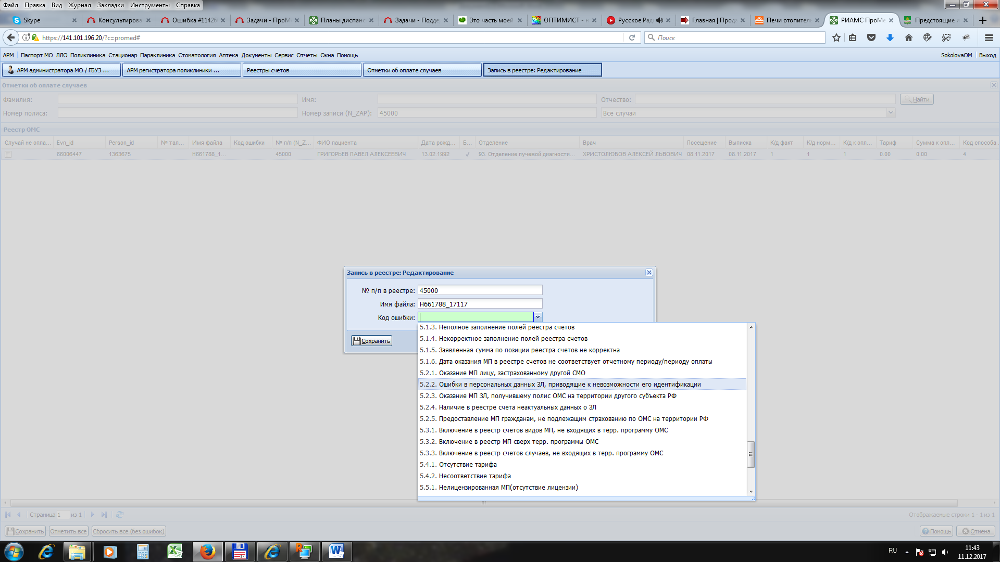 Файл Правка Вид Журнал Закладки Инструменты Справка
Skype
Консультирова
Ошибка #11426
Задачи - ПроМ
Планы диспанс
Задачи - Поддер
Это часть моей
ОПТИМИСТ - н
Русское Рад
Главная | Прода
Печи отопител
РИАМС ПроМе
Предстоящие и
https://141.101.196.20/?c=promed#
Поиск
АРМ Паспорт МО ЛЛО Поликлиника Стационар Параклиника Стоматология Аптека Документы Сервис Отчеты Окна Помощь
SokolovaOM Выход
АРМ администратора МО / ГБУЗ ...
АРМ регистратора поликлиники ...
Реестры счетов
Отметки об оплате случаев
Запись в реестре: Редактирование
Отметки об оплате случаев
Фамилия: Имя: Отчество: Найти
Номер полиса: Номер записи (N_ZAP): 45000 Все случаи
Реестр ОМС
Случай не опла... Evn_id Person_id № тал... Имя файла Код ошибки № п/п (N_Z... ФИО пациента Дата рожд... Б... Отделение Врач Посещение Выписка К/д факт К/д норм... К/д к опл... Тариф Сумма к опл... Код способа
66006447 1363675 H661788_1... 45000 ГРИГОРЬЕВ ПАВЕЛ АЛЕКСЕЕВИЧ 13.02.1992 93. Отделение лучевой диагности... ХРИСТОЛЮБОВ АЛЕКСЕЙ ЛЬВОВИЧ 08.11.2017 08.11.2017 1 1 1 0.00 0.00 4
Запись в реестре: Редактирование
№ п/п в реестре: 45000
Имя файла: H661788_17117
Код ошибки:
Сохранить
5.1.3. Неполное заполнение полей реестра счетов
5.1.4. Некорректное заполнение полей реестра счетов
5.1.5. Заявленная сумма по позиции реестра счетов не корректна
5.1.6. Дата оказания МП в реестре счетов не соответствует отчетному периоду/периоду оплаты
5.2.1. Оказание МП лицу, застрахованному другой СМО
5.2.2. Ошибки в персональных данных ЗЛ, приводящие к невозможности его идентификации
5.2.3. Оказание МП ЗЛ, получившему полис ОМС на территории другого субъекта РФ
5.2.4. Наличие в реестре счета неактуальных данных о ЗЛ
5.2.5. Предоставление МП гражданам, не подлежащим страхованию по ОМС на территории РФ
5.3.1. Включение в реестр счетов видов МП, не входящих в терр. программу ОМС
5.3.2. Включение в реестр МП сверх терр. программы ОМС
5.3.3. Включение в реестр счетов случаев, не входящих в терр. программу ОМС
5.4.1. Отсутствие тарифа
5.4.2. Несоответствие тарифа
5.5.1. Нелицензированная МП(отсутствие лицензии)
Страница 1 из 1
Отображаемые строки 1 - 1 из 1
Сохранить Отметить все Сбросить все (без ошибок)
Помощь Отмена
RU
11:43
11.12.2017